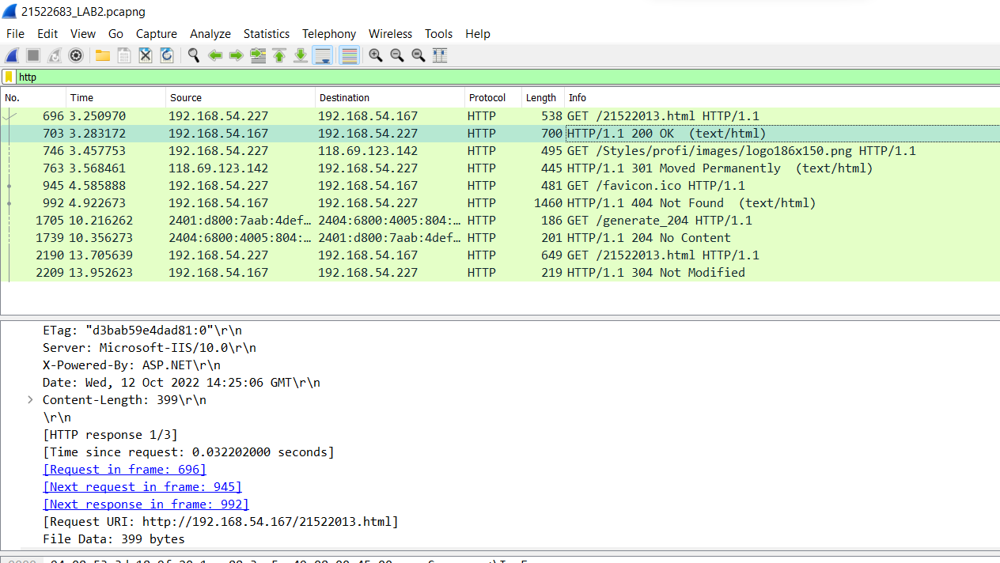 21522683_LAB2.pcapng
File Edit View Go Capture Analyze Statistics Telephony Wireless Tools Help
http
No. Time Source Destination Protocol Length Info
696 3.250970 192.168.54.227 192.168.54.167 HTTP 538 GET /21522013.html HTTP/1.1
703 3.283172 192.168.54.167 192.168.54.227 HTTP 700 HTTP/1.1 200 OK (text/html)
746 3.457753 192.168.54.227 118.69.123.142 HTTP 495 GET /Styles/profi/images/logo186x150.png HTTP/1.1
763 3.568461 118.69.123.142 192.168.54.227 HTTP 445 HTTP/1.1 301 Moved Permanently (text/html)
945 4.585888 192.168.54.227 192.168.54.167 HTTP 481 GET /favicon.ico HTTP/1.1
992 4.922673 192.168.54.167 192.168.54.227 HTTP 1460 HTTP/1.1 404 Not Found (text/html)
1705 10.216262 2401:d800:7aab:4def… 2404:6800:4005:804:… HTTP 186 GET /generate_204 HTTP/1.1
1739 10.356273 2404:6800:4005:804:… 2401:d800:7aab:4def… HTTP 201 HTTP/1.1 204 No Content
2190 13.705639 192.168.54.227 192.168.54.167 HTTP 649 GET /21522013.html HTTP/1.1
2209 13.952623 192.168.54.167 192.168.54.227 HTTP 219 HTTP/1.1 304 Not Modified
ETag: "d3bab59e4dad81:0"\r\n
Server: Microsoft-IIS/10.0\r\n
X-Powered-By: ASP.NET\r\n
Date: Wed, 12 Oct 2022 14:25:06 GMT\r\n
Content-Length: 399\r\n
\r\n
[HTTP response 1/3]
[Time since request: 0.032202000 seconds]
[Request in frame: 696]
[Next request in frame: 945]
[Next response in frame: 992]
[Request URI: http://192.168.54.167/21522013.html]
File Data: 399 bytes